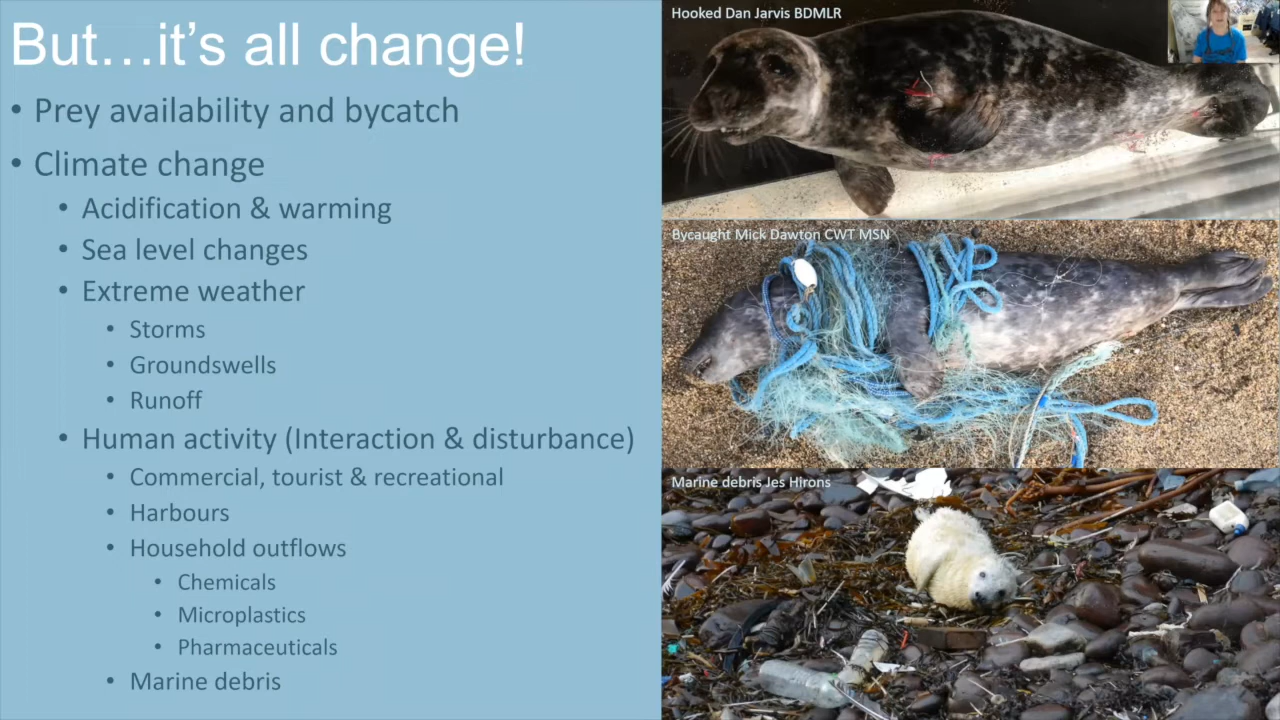 But…it's all change!
• Prey availability and bycatch
• Climate change
• Acidification & warming
• Sea level changes
• Extreme weather
• Storms
• Groundswells
• Runoff
• Human activity (Interaction & disturbance)
• Commercial, tourist & recreational
• Harbours
• Household outflows
• Chemicals
• Microplastics
• Pharmaceuticals
• Marine debris
Hooked Dan Jarvis BDMLR
Bycaught Mick Dawton CWT MSN
Marine debris Jes Hirons